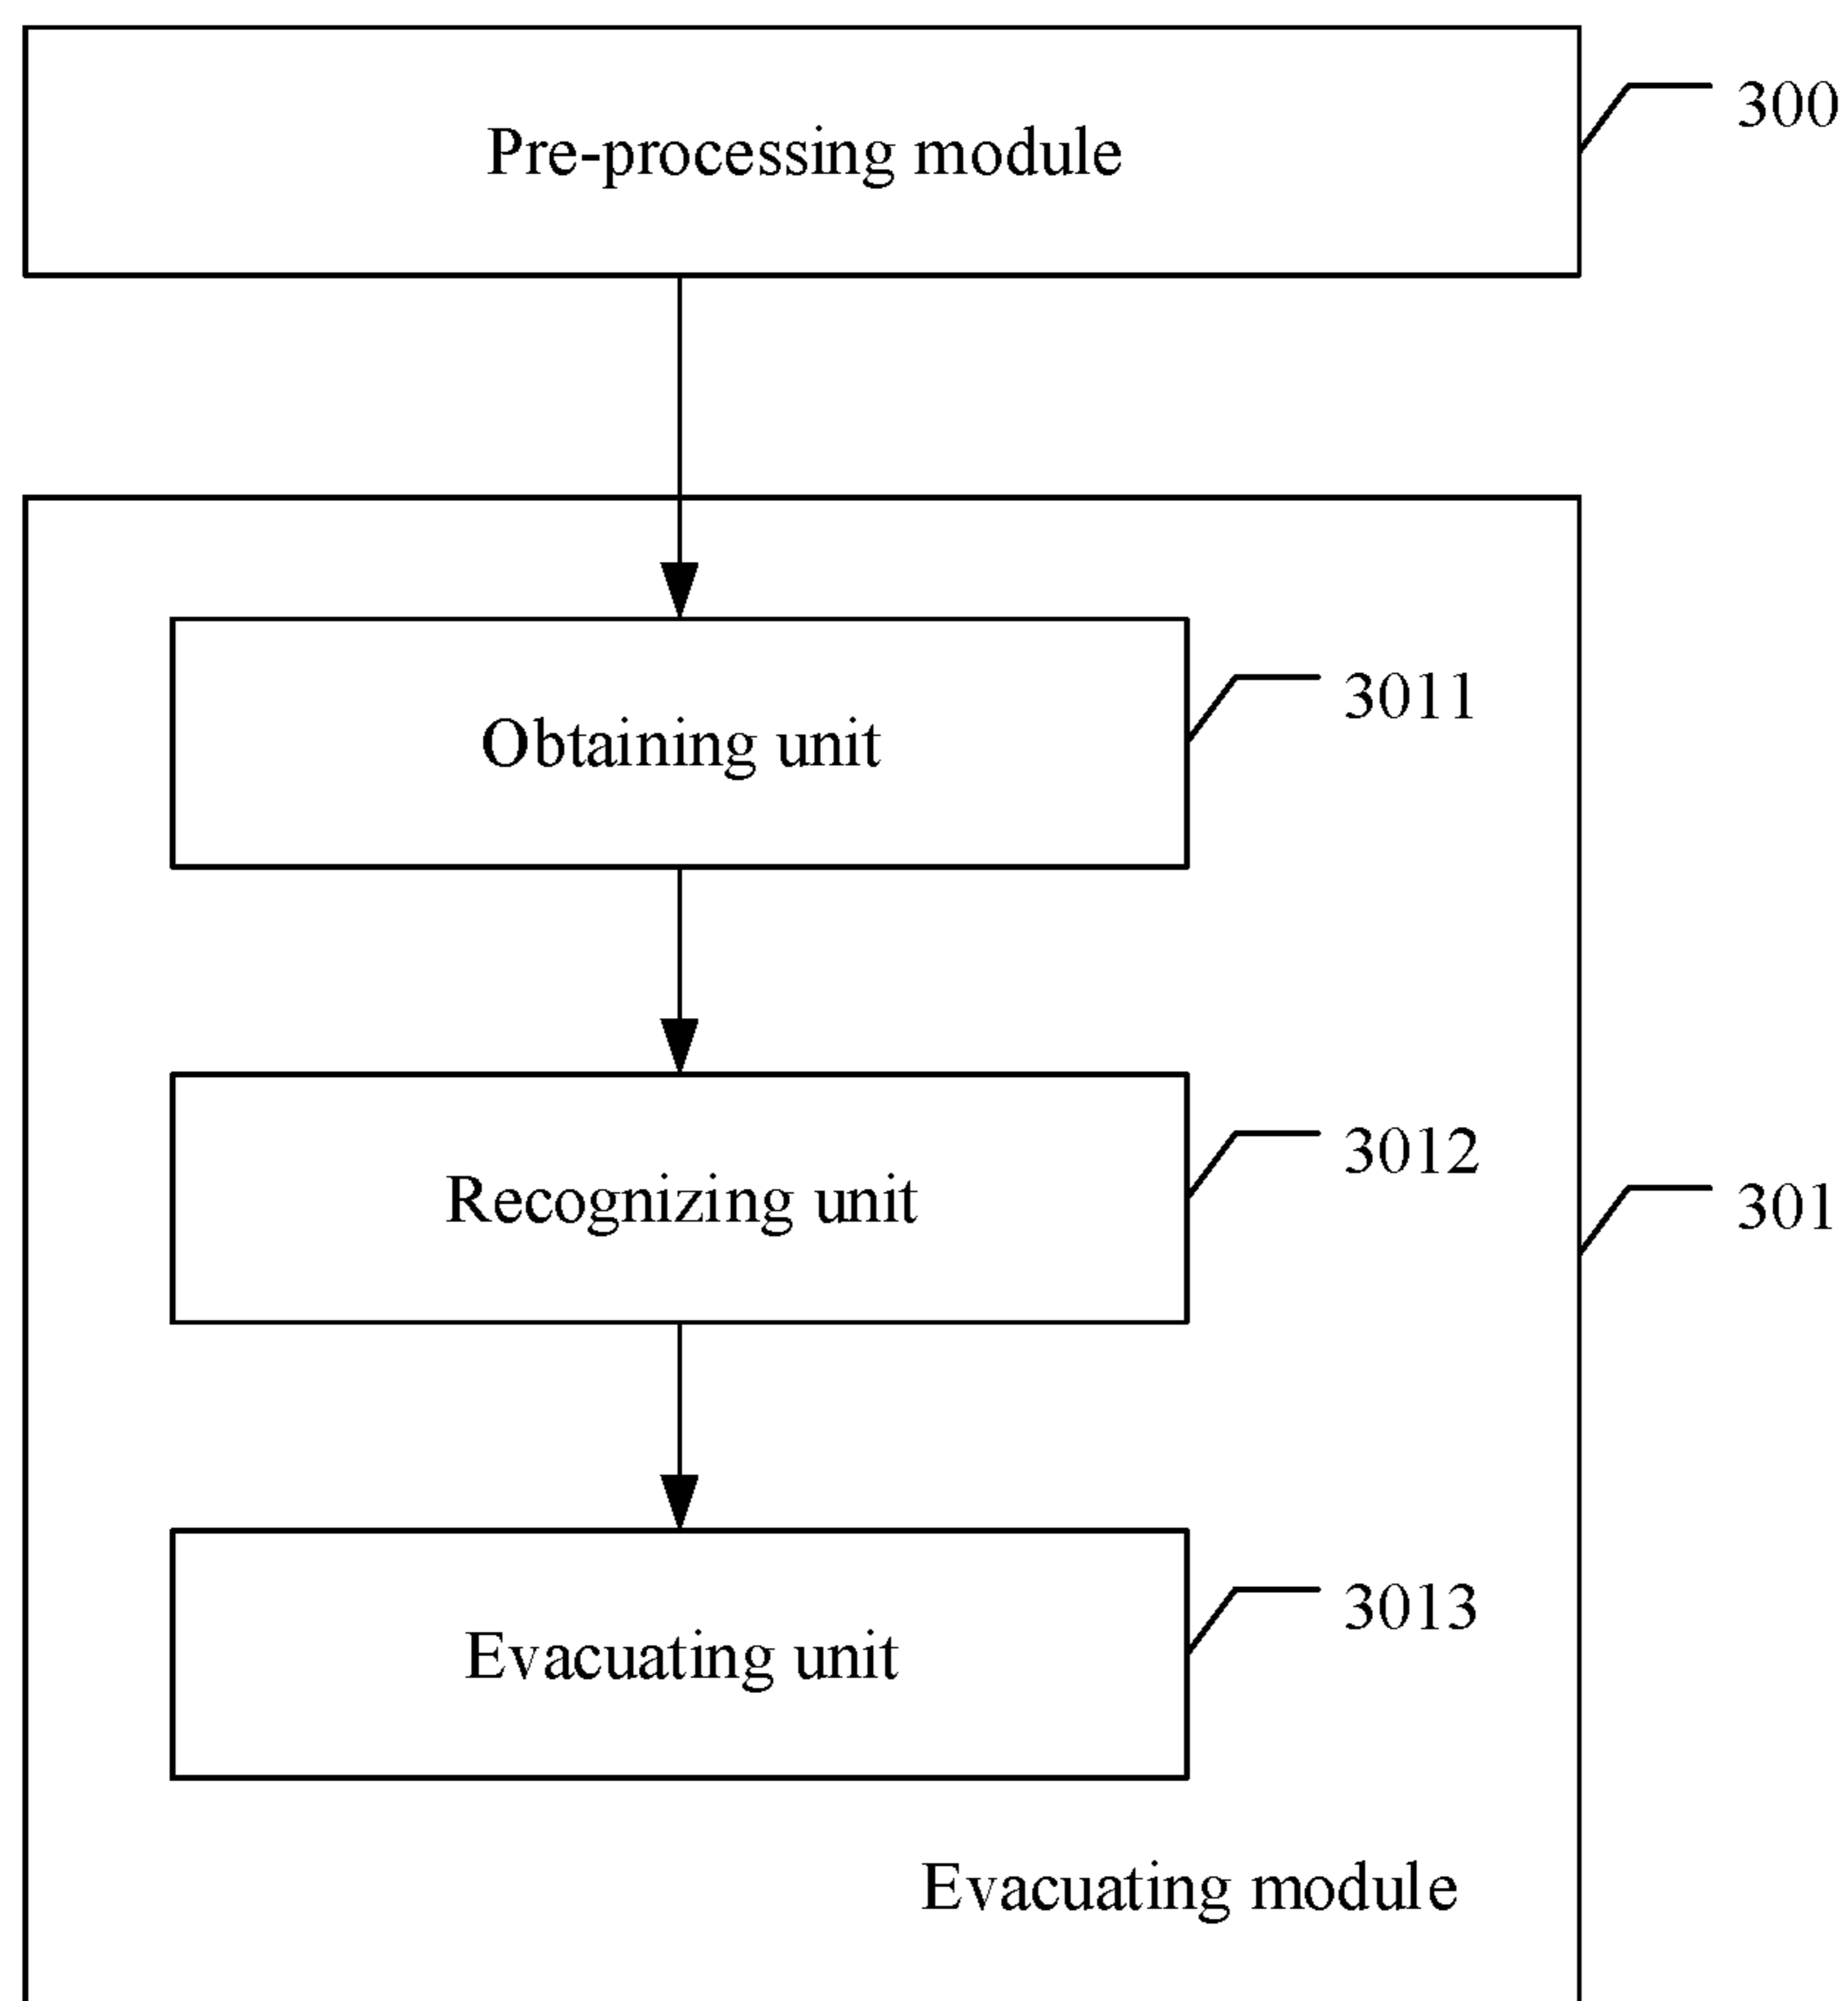 Pre-processing module
300
Obtaining unit
3011
Recognizing unit
3012
301
Evacuating unit
3013
Evacuating module